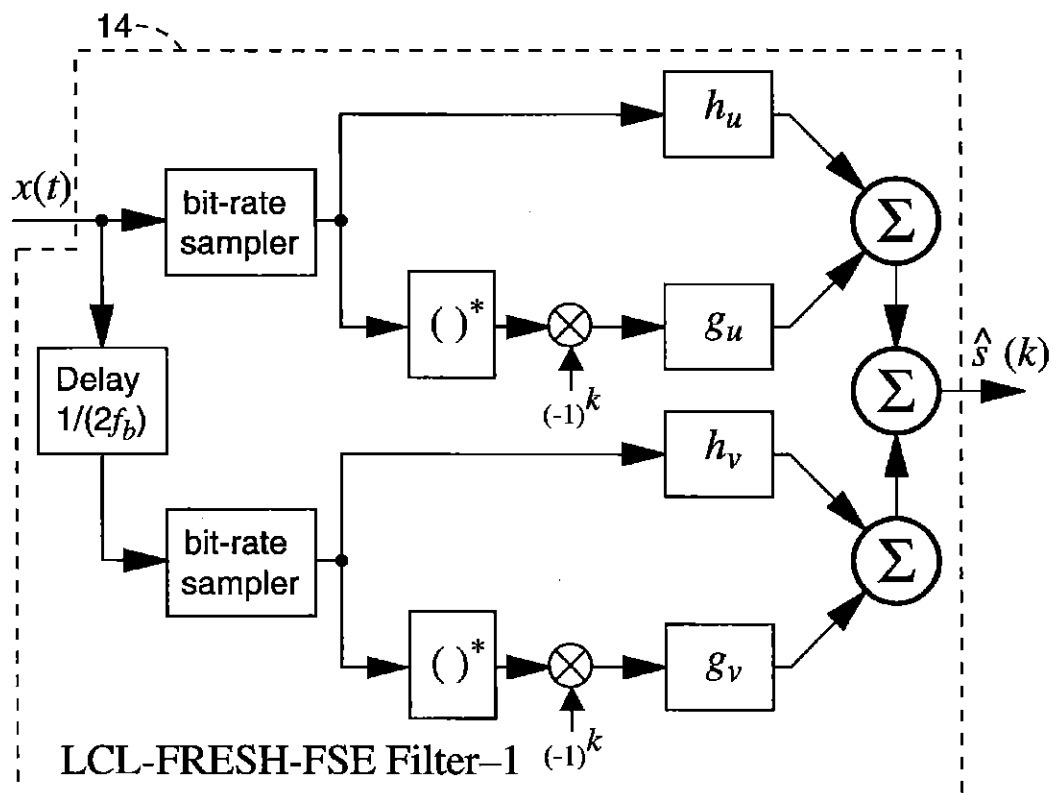 14
x(t)
bit-rate
sampler
h_u
( )*
(-1)^k
g_u
Σ
Delay
1/(2f_b)
Σ
ŝ (k)
bit-rate
sampler
h_v
( )*
(-1)^k
g_v
Σ
LCL-FRESH-FSE Filter–1